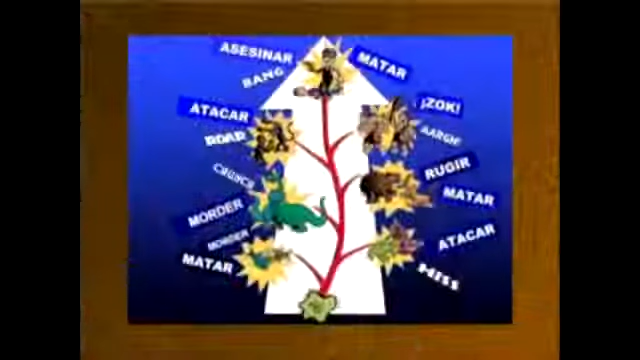 ASESINAR
BANG
MATAR
¡ZOK!
ATACAR
ROAR
AARGH!
CRUNCH
RUGIR
MATAR
MORDER
MORDER
ATACAR
MATAR
HISS